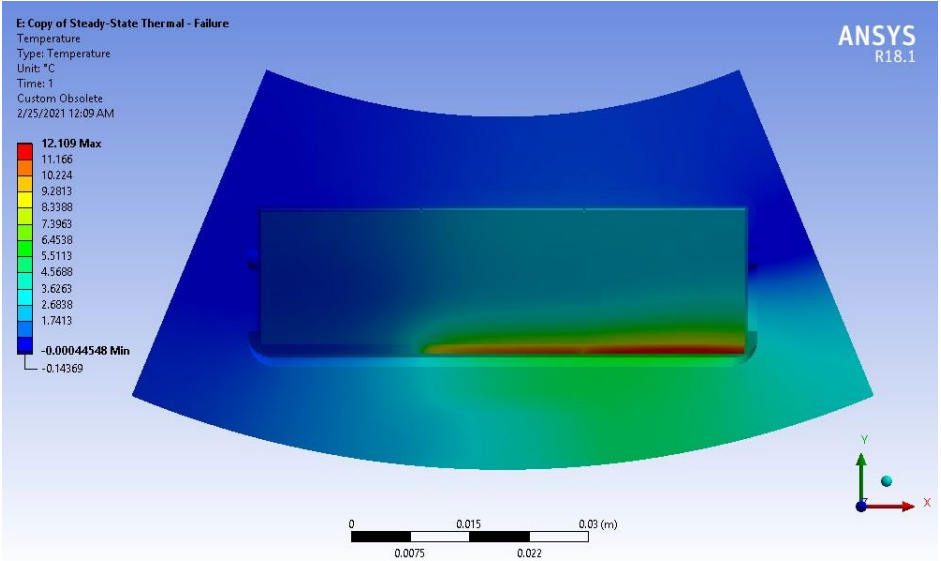 E: Copy of Steady-State Thermal - Failure
Temperature
Type: Temperature
Unit: °C
Time: 1
Custom Obsolete
2/25/2021 12:09 AM
ANSYS
R18.1
12.109 Max
11.166
10.224
9.2813
8.3388
7.3963
6.4538
5.5113
4.5688
3.6263
2.6838
1.7413
-0.00044548 Min
-0.14369
0 0.015 0.03 (m)
0.0075 0.022
Y
Z X